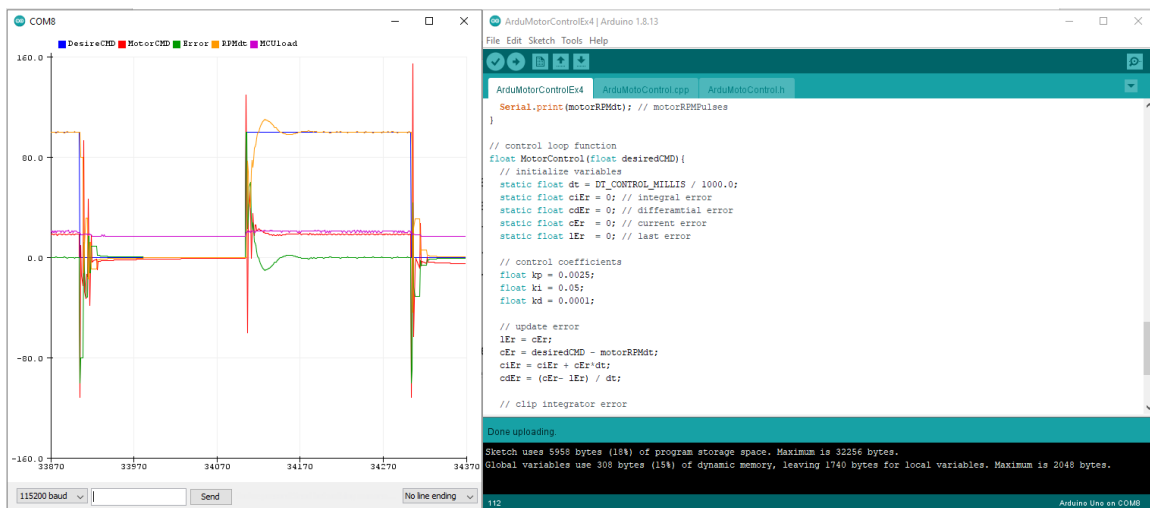 COM8
DesireCMD MotorCMD Error RPMdt MCUload
160.0
80.0
0.0
-80.0
-160.0
33870 33970 34070 34170 34270 34370
115200 baud Send No line ending
ArduMotorControlEx4 | Arduino 1.8.13
File Edit Sketch Tools Help
ArduMotorControlEx4 ArduMotoControl.cpp ArduMotoControl.h
Serial.print(motorRPMdt); // motorRPMPulses
}
// control loop function
float MotorControl(float desiredCMD){
// initialize variables
static float dt = DT_CONTROL_MILLIS / 1000.0;
static float ciEr = 0; // integral error
static float cdEr = 0; // differamtial error
static float cEr = 0; // current error
static float lEr = 0; // last error
// control coefficients
float kp = 0.0025;
float ki = 0.05;
float kd = 0.0001;
// update error
lEr = cEr;
cEr = desiredCMD - motorRPMdt;
ciEr = ciEr + cEr*dt;
cdEr = (cEr- lEr) / dt;
// clip integrator error
Done uploading.
Sketch uses 5958 bytes (18%) of program storage space. Maximum is 32256 bytes.
Global variables use 308 bytes (15%) of dynamic memory, leaving 1740 bytes for local variables. Maximum is 2048 bytes.
112 Arduino Uno on COM8